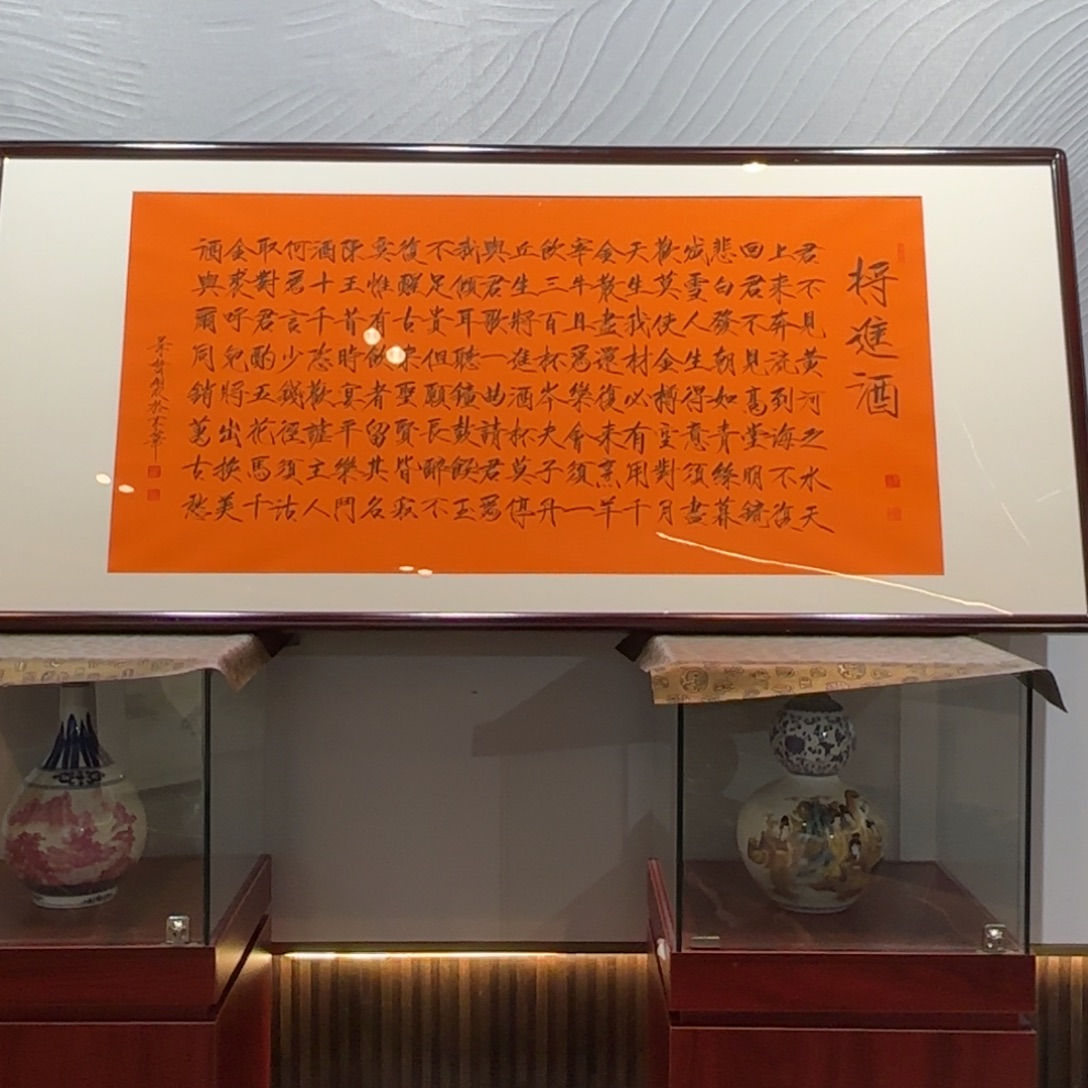 將進酒
君不見黃河之水天
上來奔流到海不復
回君不見高堂明鏡
悲白發朝如青絲暮
成雪人生得意須盡
歡莫使金樽空對月
天生我材必有用千
金散盡還復來烹羊
宰牛且為樂會須一
飲三百杯岑夫子丹
丘生將進酒杯莫停
與君歌一曲請君為
我傾耳聽鐘鼓饌玉
不足貴但願長醉不
復醒古來聖賢皆寂
寞惟有飲者留其名
陳王昔時宴平樂門
酒十千恣歡謔主人
何為言少錢徑須沽
取對君酌五花馬千
金裘呼兒將出換美
酒與爾同銷萬古愁